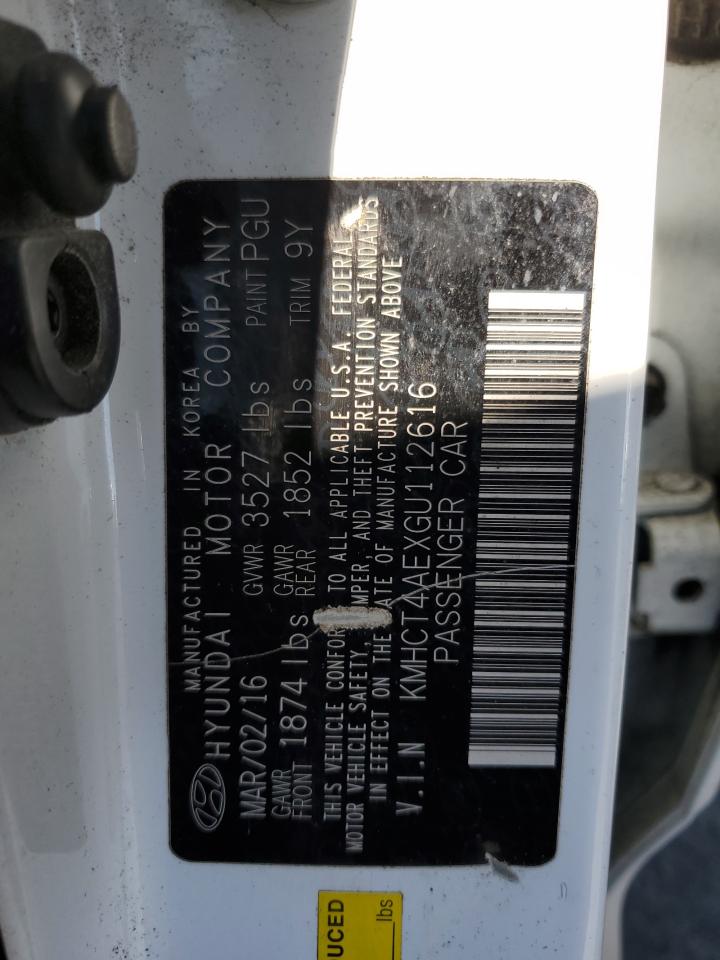 MANUFACTURED IN KOREA BY
HYUNDAI MOTOR COMPANY
MAR/02/16 GVWR 3527 lbs PAINT PGU
GAWR FRONT 1874 lbs GAWR REAR 1852 lbs TRIM 9Y
THIS VEHICLE CONFORMS TO ALL APPLICABLE U.S.A. FEDERAL
MOTOR VEHICLE SAFETY, BUMPER, AND THEFT PREVENTION STANDARDS
IN EFFECT ON THE DATE OF MANUFACTURE SHOWN ABOVE
V.I.N KMHCT4AEXGU112616
PASSENGER CAR
UCED
lbs